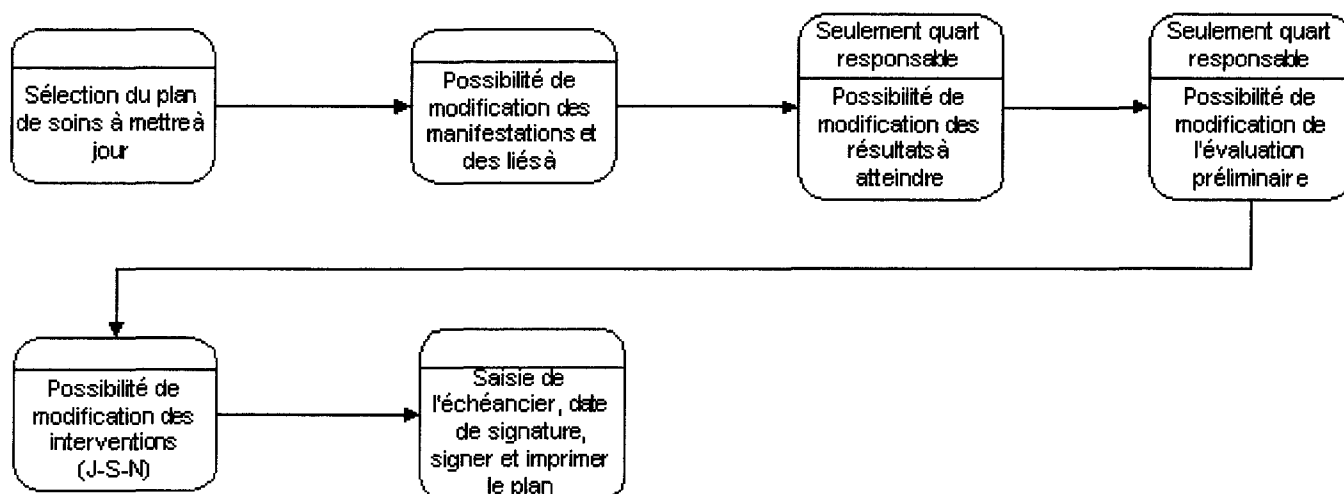 Sélection du plan
de soins à mettre à
jour
Possibilité de
modification des
manifestations et
des liés à
Seulement quart
responsable
Possibilité de
modification des
résultats à
atteindre
Seulement quart
responsable
Possibilité de
modification de
l'évaluation
préliminaire
Possibilité de
modification des
interventions
(J-S-N)
Saisie de
l'échéancier, date
de signature,
signer et imprimer
le plan